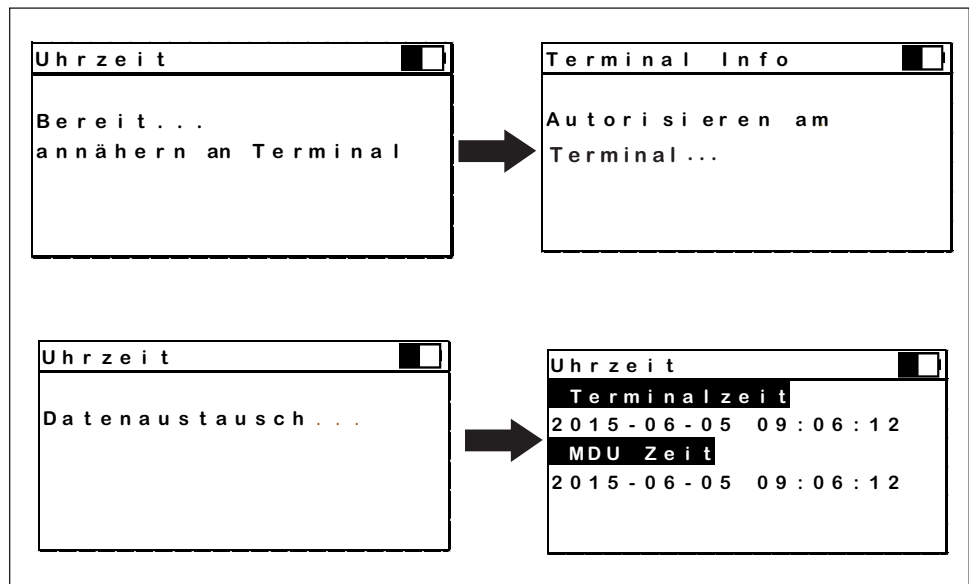 Uhrzeit
Bereit...
annähern an Terminal
Terminal Info
Autorisieren am
Terminal...
Uhrzeit
Datenaustausch...
Uhrzeit
Terminalzeit
2015-06-05 09:06:12
MDU Zeit
2015-06-05 09:06:12